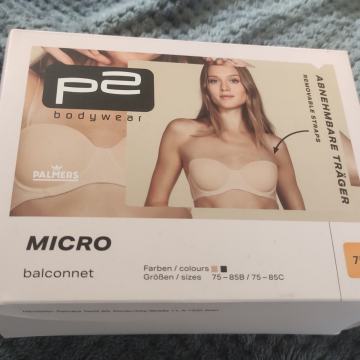 p2
bodywear
ABNEHMBARE TRÄGER
REMOVABLE STRAPS
PALMERS
MICRO
balconnet
Farben / colours
Größen / sizes 75 – 85B / 75 – 85C